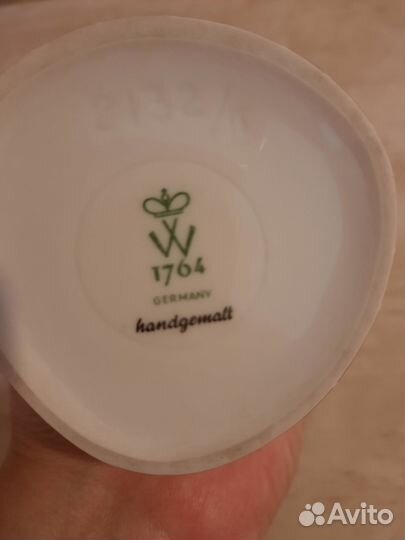 W
1764
GERMANY
handgemalt
Avito